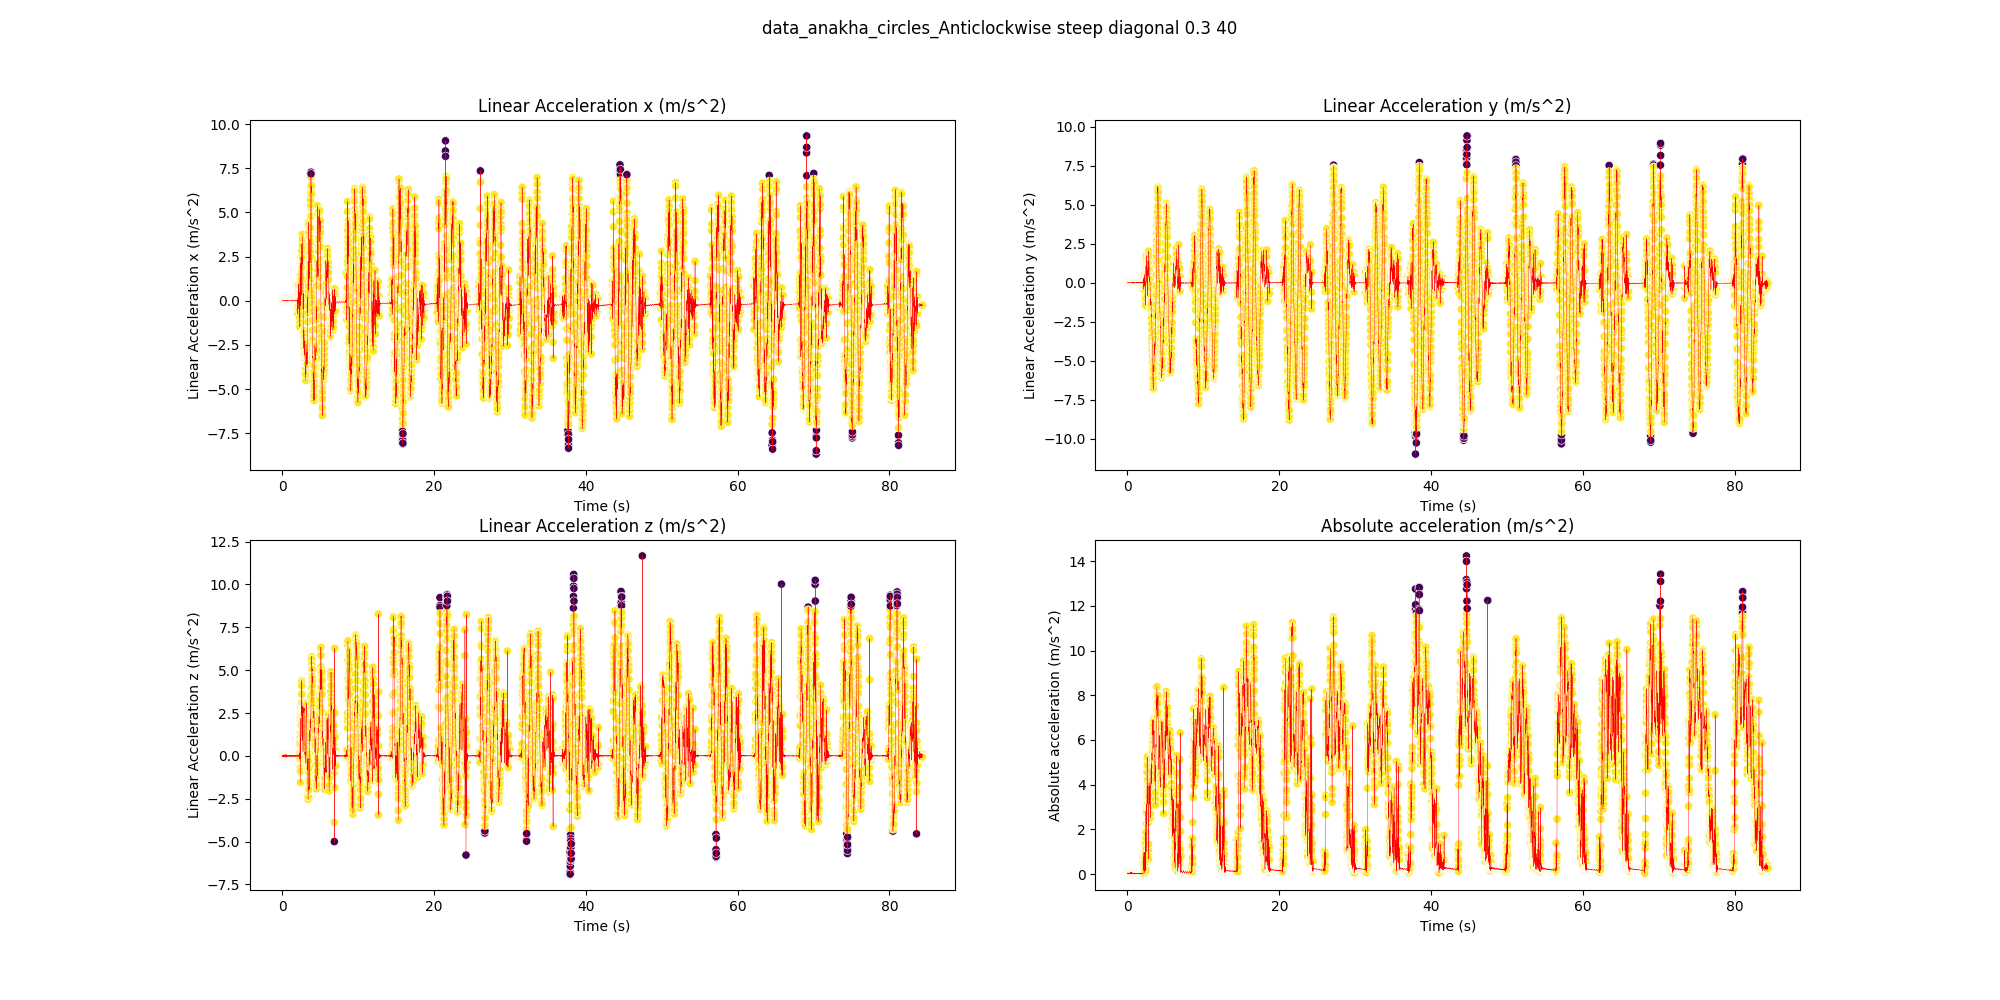 data_anakha_circles_Anticlockwise steep diagonal 0.3 40
Linear Acceleration x (m/s^2)
Linear Acceleration x (m/s^2)
10.0
7.5
5.0
2.5
0.0
−2.5
−5.0
−7.5
0 20 40 60 80
Time (s)
Linear Acceleration y (m/s^2)
Linear Acceleration y (m/s^2)
10.0
7.5
5.0
2.5
0.0
−2.5
−5.0
−7.5
−10.0
0 20 40 60 80
Time (s)
Linear Acceleration z (m/s^2)
Linear Acceleration z (m/s^2)
12.5
10.0
7.5
5.0
2.5
0.0
−2.5
−5.0
−7.5
0 20 40 60 80
Time (s)
Absolute acceleration (m/s^2)
Absolute acceleration (m/s^2)
14
12
10
8
6
4
2
0
0 20 40 60 80
Time (s)